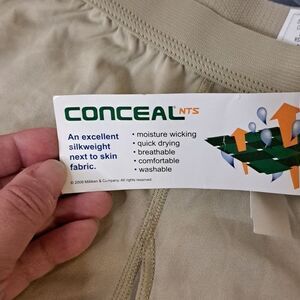 CONCEAL NTS
An excellent
silkweight
next to skin
fabric.
• moisture wicking
• quick drying
• breathable
• comfortable
• washable
© 2006 Milliken & Company. All rights reserved.